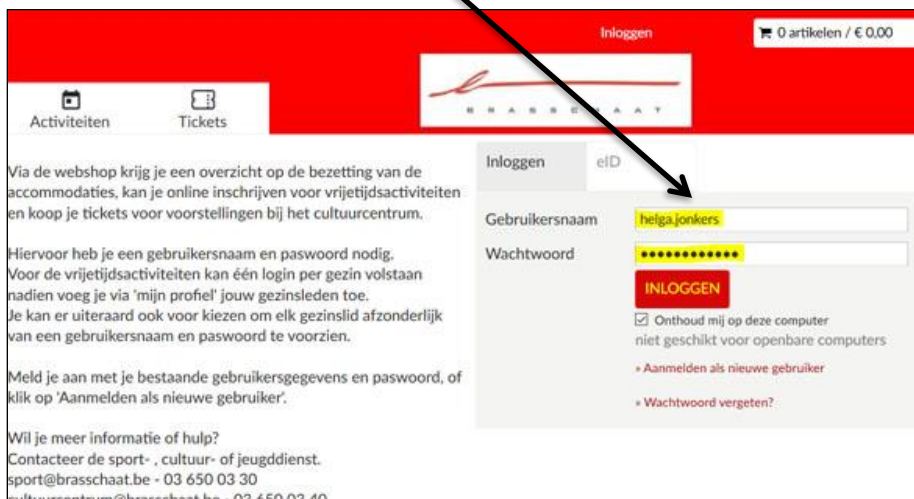 Inloggen
0 artikelen / € 0,00
BRASSCHAAT
Activiteiten
Tickets
Via de webshop krijg je een overzicht op de bezetting van de
accommodaties, kan je online inschrijven voor vrijetijdsactiviteiten
en koop je tickets voor voorstellingen bij het cultuurcentrum.
Hiervoor heb je een gebruikersnaam en paswoord nodig.
Voor de vrijetijdsactiviteiten kan één login per gezin volstaan
nadien voeg je via 'mijn profiel' jouw gezinsleden toe.
Je kan er uiteraard ook voor kiezen om elk gezinslid afzonderlijk
van een gebruikersnaam en paswoord te voorzien.
Meld je aan met je bestaande gebruikersgegevens en paswoord, of
klik op 'Aanmelden als nieuwe gebruiker'.
Wil je meer informatie of hulp?
Contacteer de sport- , cultuur- of jeugddienst.
sport@brasschaat.be - 03 650 03 30
cultuurcentrum@brasschaat.be - 03 650 03 40
Inloggen
eID
Gebruikersnaam
helga.jonkers
Wachtwoord
••••••••••••
INLOGGEN
Onthoud mij op deze computer
niet geschikt voor openbare computers
» Aanmelden als nieuwe gebruiker
» Wachtwoord vergeten?